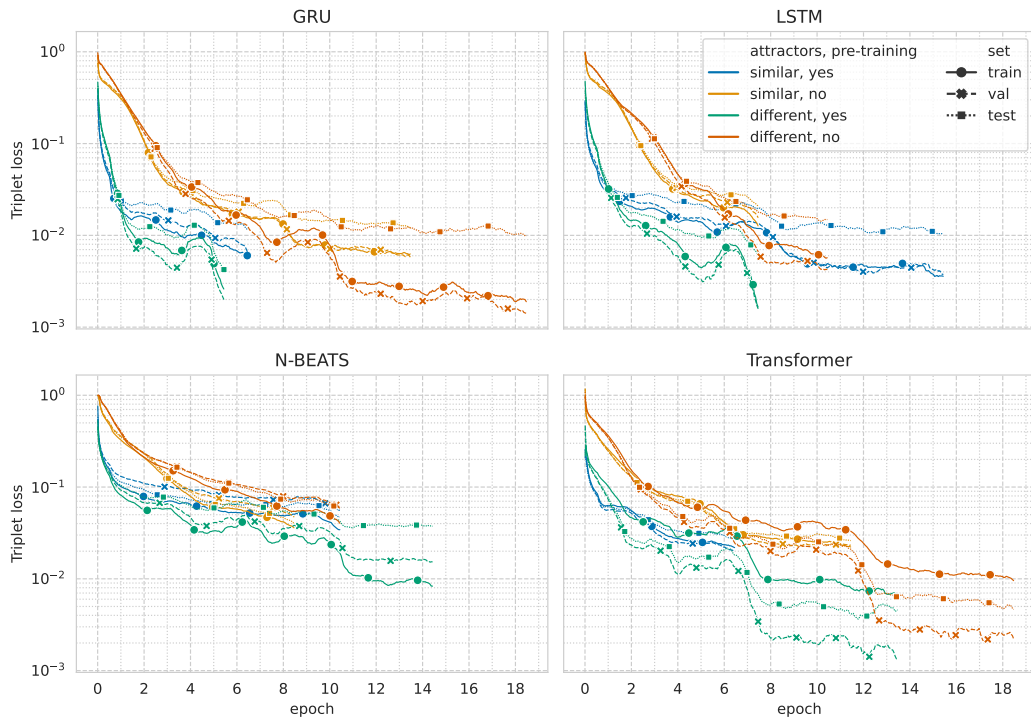 GRU
LSTM
Triplet loss
10⁰
10⁻¹
10⁻²
10⁻³
attractors, pre-training
similar, yes
similar, no
different, yes
different, no
set
train
val
test
N-BEATS
Transformer
Triplet loss
10⁰
10⁻¹
10⁻²
10⁻³
0 2 4 6 8 10 12 14 16 18
epoch
0 2 4 6 8 10 12 14 16 18
epoch